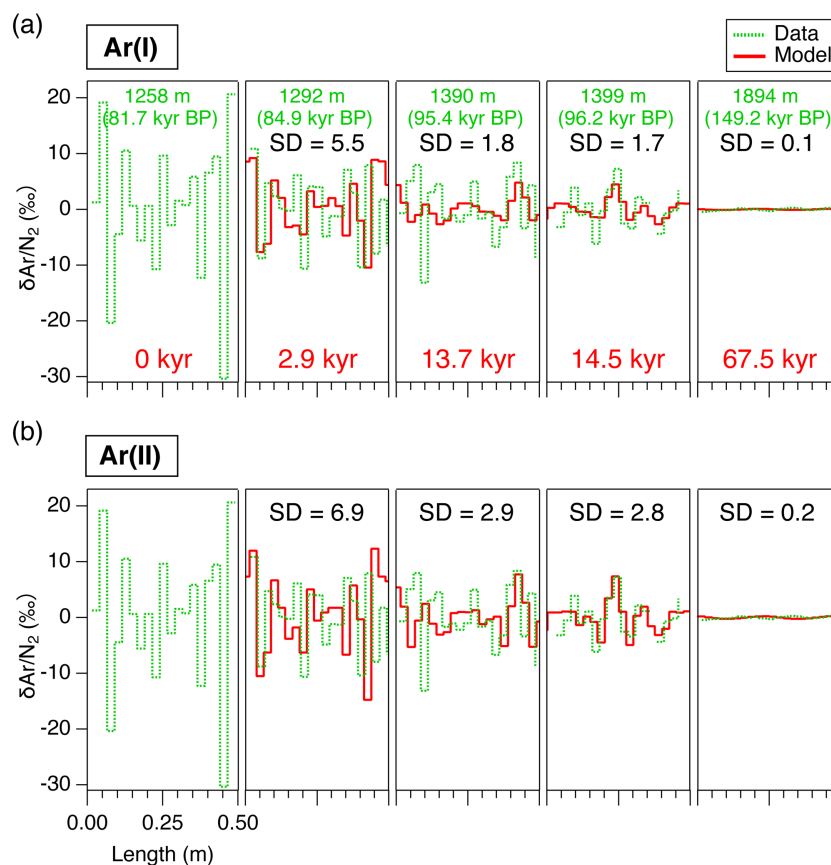 (a)
Ar(I)
Data
Model
1258 m
(81.7 kyr BP)
1292 m
(84.9 kyr BP)
SD = 5.5
1390 m
(95.4 kyr BP)
SD = 1.8
1399 m
(96.2 kyr BP)
SD = 1.7
1894 m
(149.2 kyr BP)
SD = 0.1
20
10
0
-10
-20
-30
δAr/N₂ (‰)
0 kyr
2.9 kyr
13.7 kyr
14.5 kyr
67.5 kyr
(b)
Ar(II)
SD = 6.9
SD = 2.9
SD = 2.8
SD = 0.2
20
10
0
-10
-20
-30
δAr/N₂ (‰)
0.00
0.25
0.50
Length (m)